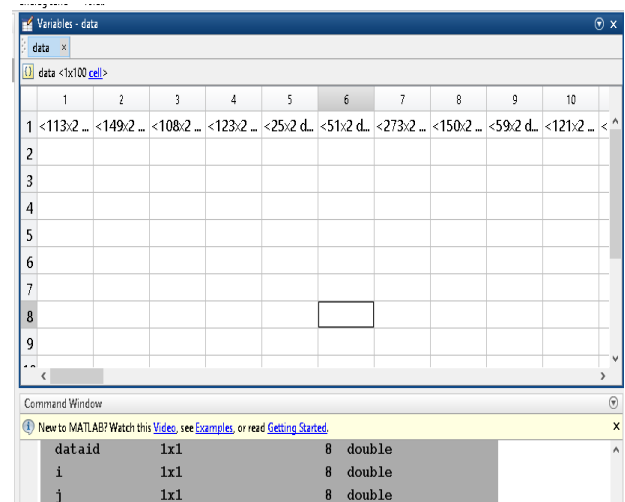 Variables - data
data ×
data <1x100 cell>
1 2 3 4 5 6 7 8 9 10
1 <113x2 ... <149x2 ... <108x2 ... <123x2 ... <25x2 d... <51x2 d... <273x2 ... <150x2 ... <59x2 d... <121x2 ... <
2
3
4
5
6
7
8
9
Command Window
New to MATLAB? Watch this Video, see Examples, or read Getting Started. x
dataid 1x1 8 double
i 1x1 8 double
j 1x1 8 double